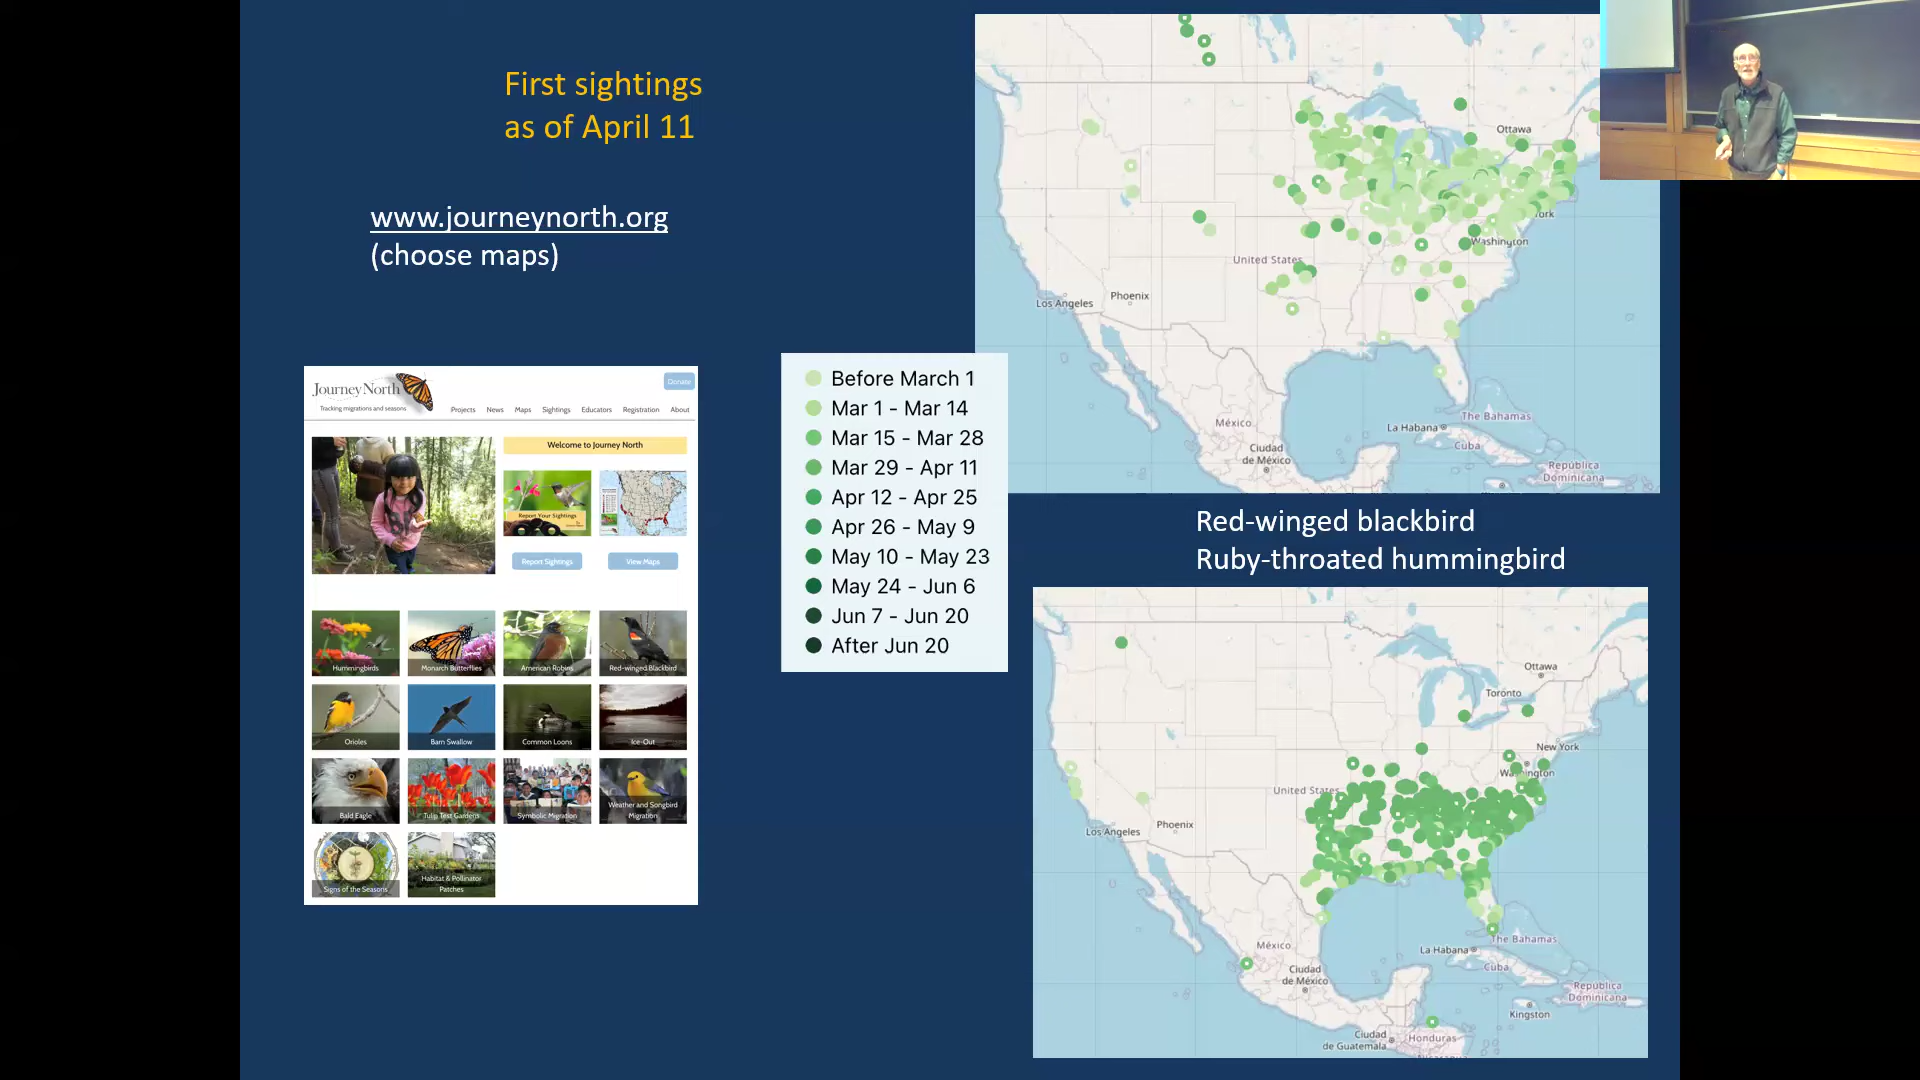 First sightings
as of April 11
www.journeynorth.org
(choose maps)
Journey North
Tracking migrations and seasons
Donate
Projects News Maps Sightings Educators Registration About
Welcome to Journey North
Report Your Sightings
Report Sightings
View Maps
Hummingbirds
Monarch Butterflies
American Robins
Red-winged Blackbird
Orioles
Barn Swallow
Common Loons
Ice-Out
Bald Eagle
Tulip Test Gardens
Symbolic Migration
Weather and Songbird
Migration
Signs of the Seasons
Habitat & Pollinator
Patches
Before March 1
Mar 1 - Mar 14
Mar 15 - Mar 28
Mar 29 - Apr 11
Apr 12 - Apr 25
Apr 26 - May 9
May 10 - May 23
May 24 - Jun 6
Jun 7 - Jun 20
After Jun 20
Ottawa
York
Washington
United States
Los Angeles
Phoenix
The Bahamas
La Habana
Cuba
México
Ciudad
de México
República
Dominicana
Red-winged blackbird
Ruby-throated hummingbird
Ottawa
Toronto
New York
Washington
United States
Los Angeles
Phoenix
The Bahamas
La Habana
Cuba
México
Ciudad
de México
República
Dominicana
Kingston
Ciudad
de Guatemala
Honduras